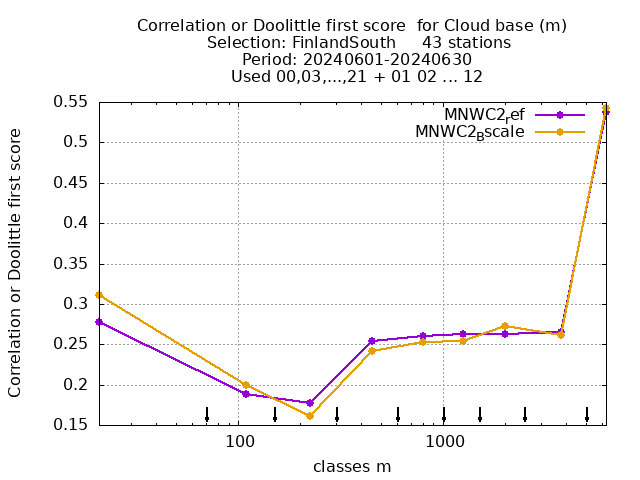 Correlation or Doolittle first score  for Cloud base (m)
Selection: FinlandSouth     43 stations
Period: 20240601-20240630
Used 00,03,...,21 + 01 02 ... 12
MNWC2ref
MNWC2Bscale
Correlation or Doolittle first score
0.55
0.5
0.45
0.4
0.35
0.3
0.25
0.2
0.15
100
1000
classes m